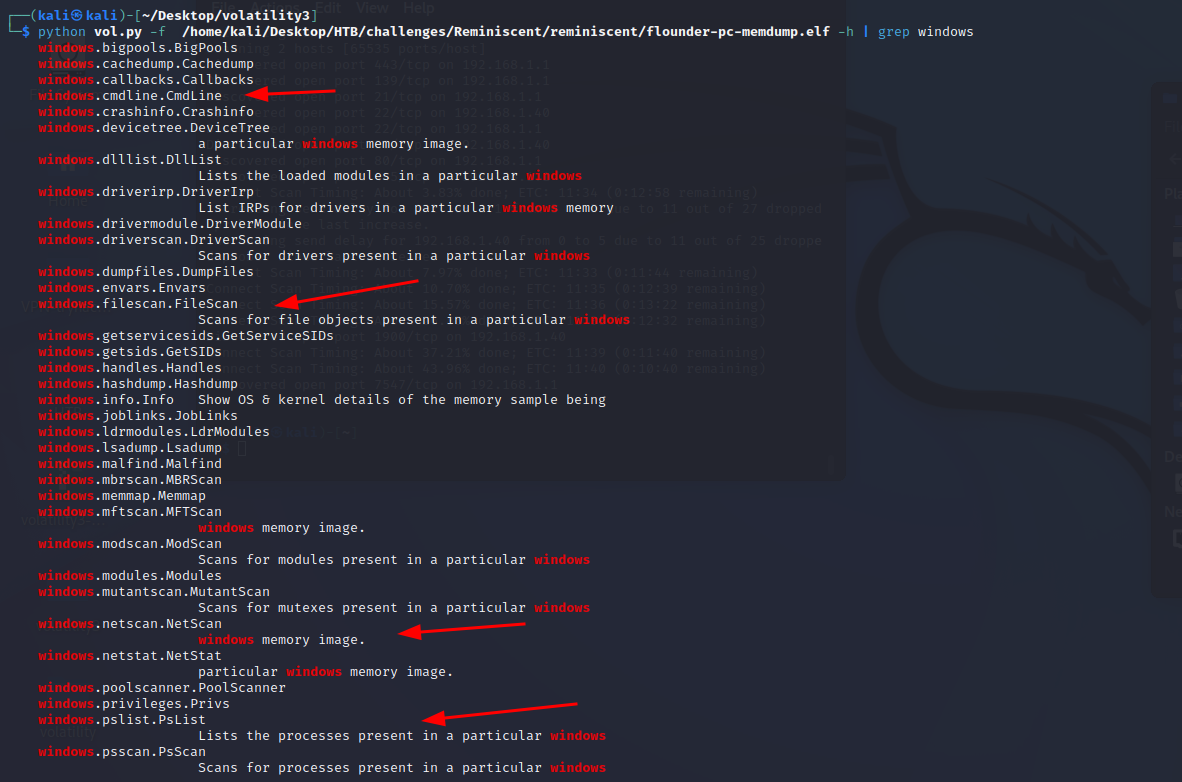 ┌──(kali㉿kali)-[~/Desktop/volatility3]
└─$ python vol.py -f  /home/kali/Desktop/HTB/challenges/Reminiscent/reminiscent/flounder-pc-memdump.elf -h | grep windows
windows.bigpools.BigPools
windows.cachedump.Cachedump
windows.callbacks.Callbacks
windows.cmdline.CmdLine
windows.crashinfo.Crashinfo
windows.devicetree.DeviceTree
a particular windows memory image.
windows.dlllist.DllList
Lists the loaded modules in a particular windows
windows.driverirp.DriverIrp
List IRPs for drivers in a particular windows memory
windows.drivermodule.DriverModule
windows.driverscan.DriverScan
Scans for drivers present in a particular windows
windows.dumpfiles.DumpFiles
windows.envars.Envars
windows.filescan.FileScan
Scans for file objects present in a particular windows
windows.getservicesids.GetServiceSIDs
windows.getsids.GetSIDs
windows.handles.Handles
windows.hashdump.Hashdump
windows.info.Info   Show OS & kernel details of the memory sample being
windows.joblinks.JobLinks
windows.ldrmodules.LdrModules
windows.lsadump.Lsadump
windows.malfind.Malfind
windows.mbrscan.MBRScan
windows.memmap.Memmap
windows.mftscan.MFTScan
windows memory image.
windows.modscan.ModScan
Scans for modules present in a particular windows
windows.modules.Modules
windows.mutantscan.MutantScan
Scans for mutexes present in a particular windows
windows.netscan.NetScan
windows memory image.
windows.netstat.NetStat
particular windows memory image.
windows.poolscanner.PoolScanner
windows.privileges.Privs
windows.pslist.PsList
Lists the processes present in a particular windows
windows.psscan.PsScan
Scans for processes present in a particular windows